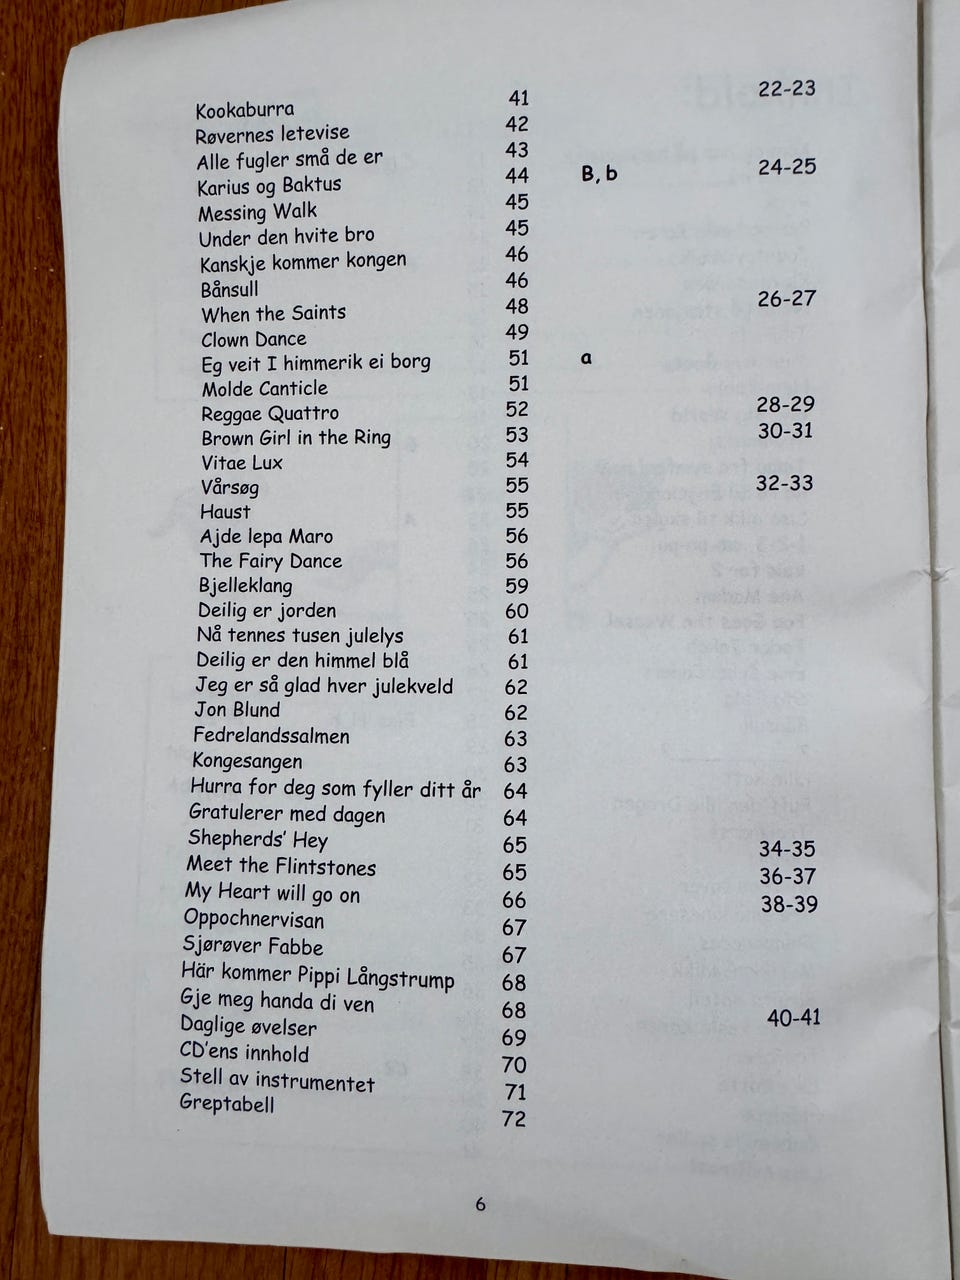 Kookaburra 41 22-23
Røvernes letevise 42
Alle fugler små de er 43
Karius og Baktus 44 B, b 24-25
Messing Walk 45
Under den hvite bro 45
Kanskje kommer kongen 46
Bånsull 46
When the Saints 48 26-27
Clown Dance 49
Eg veit I himmerik ei borg 51 a
Molde Canticle 51
Reggae Quattro 52 28-29
Brown Girl in the Ring 53 30-31
Vitae Lux 54
Vårsøg 55 32-33
Haust 55
Ajde lepa Maro 56
The Fairy Dance 56
Bjelleklang 59
Deilig er jorden 60
Nå tennes tusen julelys 61
Deilig er den himmel blå 61
Jeg er så glad hver julekveld 62
Jon Blund 62
Fedrelandssalmen 63
Kongesangen 63
Hurra for deg som fyller ditt år 64
Gratulerer med dagen 64
Shepherds' Hey 65 34-35
Meet the Flintstones 65 36-37
My Heart will go on 66 38-39
Oppochnervisan 67
Sjørøver Fabbe 67
Här kommer Pippi Långstrump 68
Gje meg handa di ven 68 40-41
Daglige øvelser 69
CD'ens innhold 70
Stell av instrumentet 71
Greptabell 72
6